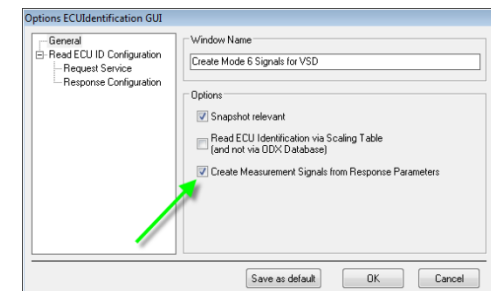 Options ECUIdentification GUI
General
Read ECU ID Configuration
Request Service
Response Configuration
Window Name
Create Mode 6 Signals for VSD
Options
Snapshot relevant
Read ECU Identification via Scaling Table
(and not via ODX Database)
Create Measurement Signals from Response Parameters
Save as default
OK
Cancel